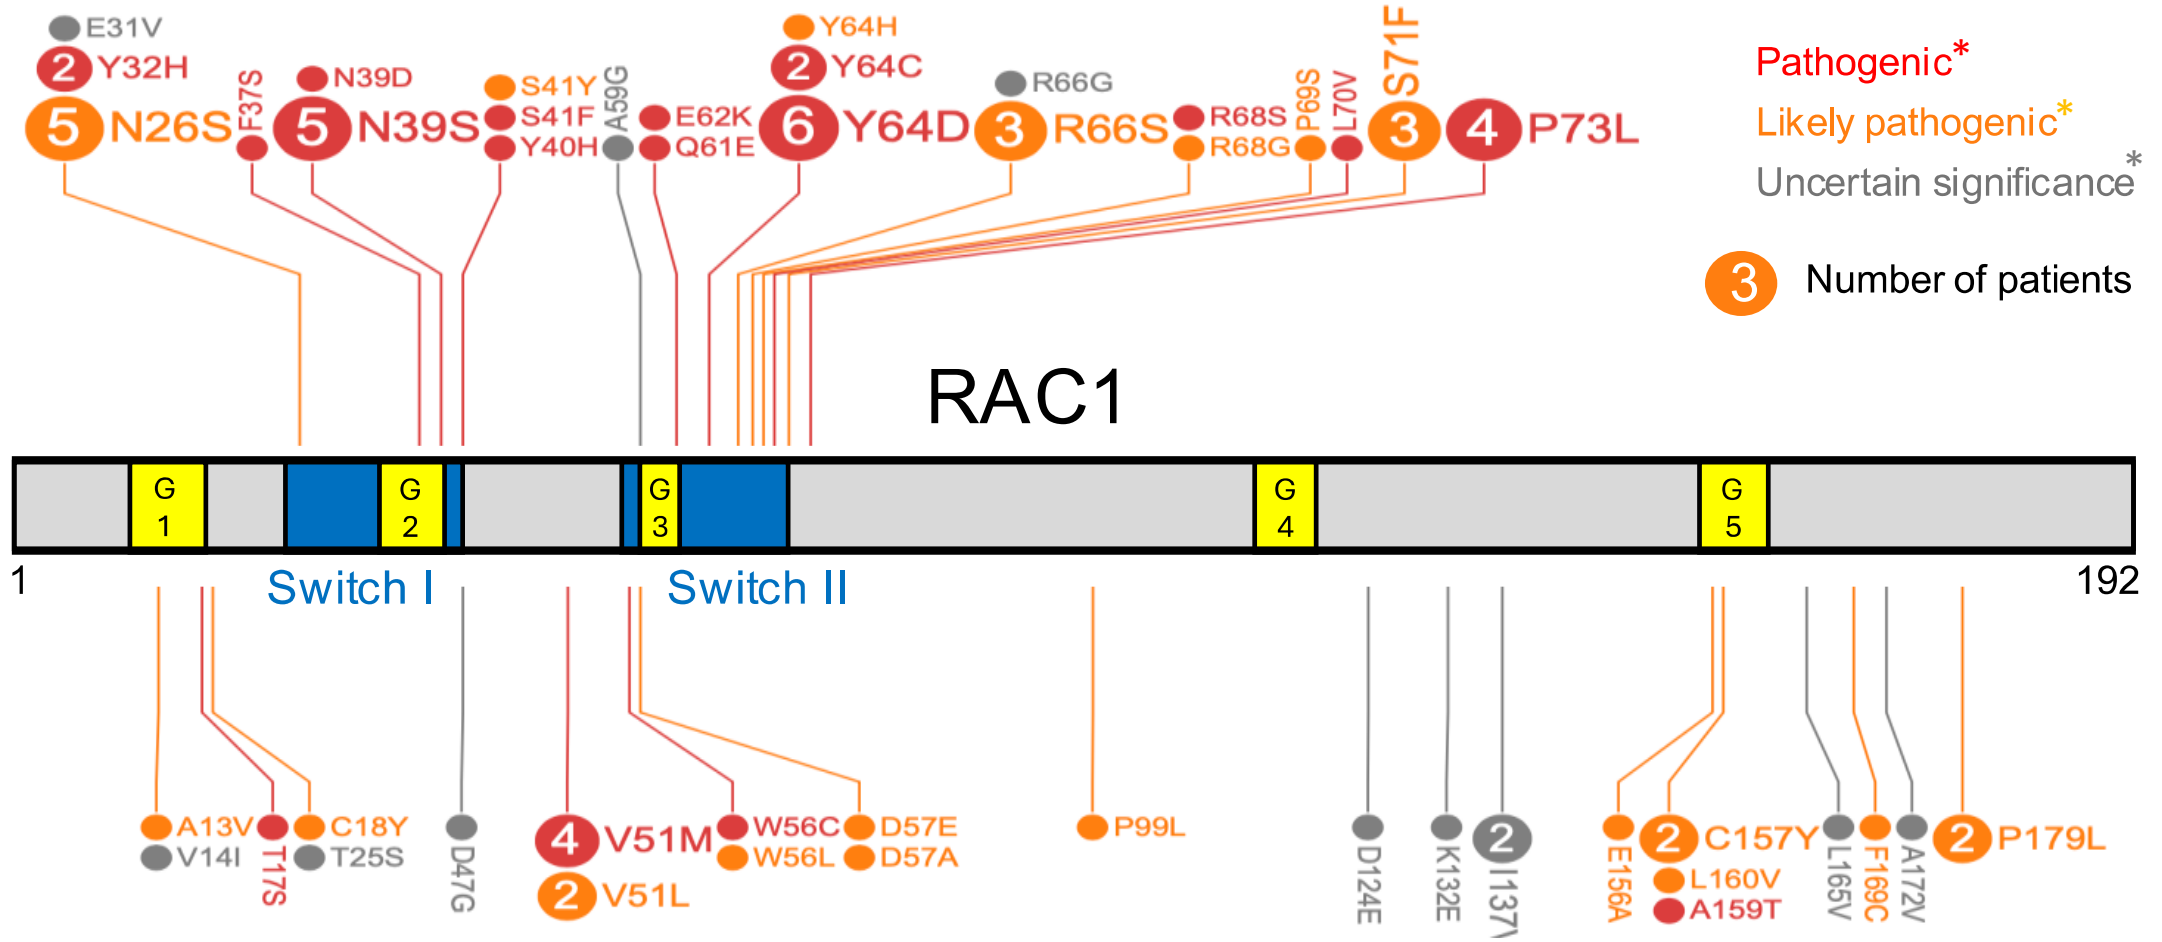 E31V
2 Y32H
5 N26S
F37S
N39D
5 N39S
S41Y
S41F
Y40H
A59G
E62K
Q61E
Y64H
2 Y64C
6 Y64D
R66G
3 R66S
R68S
R68G
P69S
L70V
3 S71F
4 P73L
Pathogenic*
Likely pathogenic*
Uncertain significance*
3 Number of patients
RAC1
G
1
G
2
G
3
G
4
G
5
1
Switch I
Switch II
192
A13V
V14I
T17S
C18Y
T25S
D47G
4 V51M
2 V51L
W56C
W56L
D57E
D57A
P99L
D124E
K132E
2 I137V
E156A
2 C157Y
L160V
A159T
L165V
F169C
A172V
2 P179L